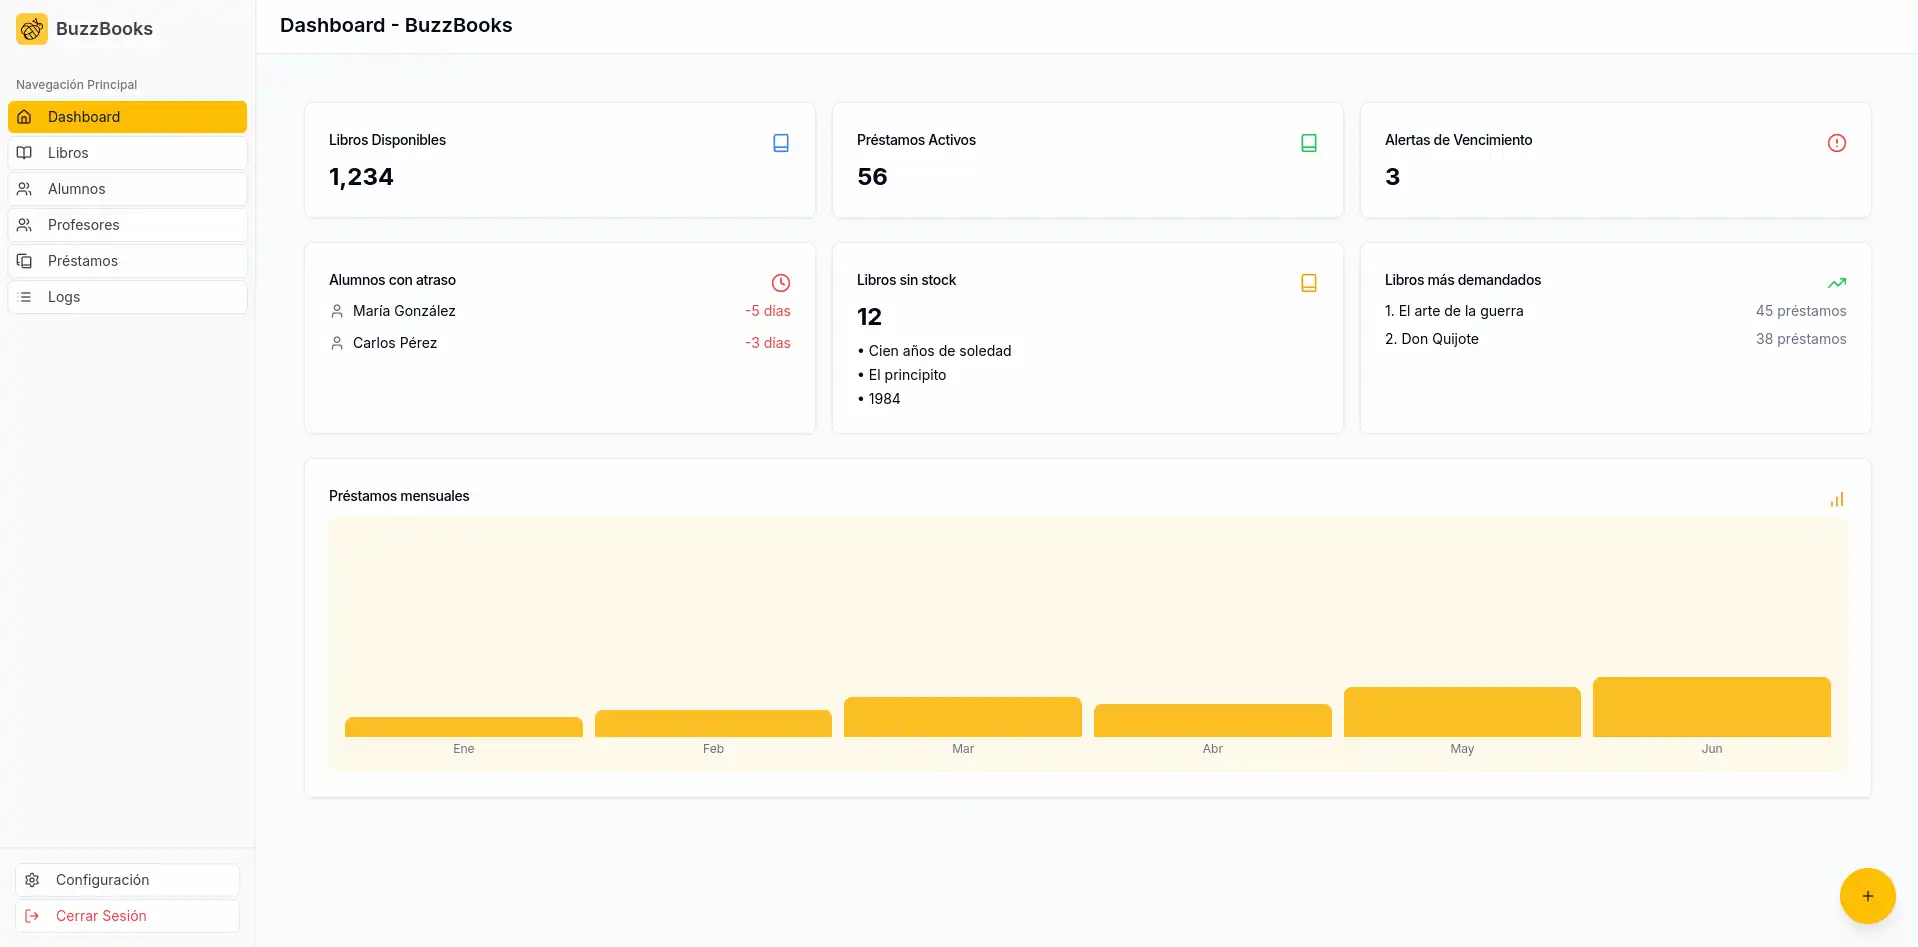 BuzzBooks
Dashboard - BuzzBooks
Navegación Principal
Dashboard
Libros
Alumnos
Profesores
Préstamos
Logs
Libros Disponibles
1,234
Préstamos Activos
56
Alertas de Vencimiento
3
Alumnos con atraso
María González -5 días
Carlos Pérez -3 días
Libros sin stock
12
• Cien años de soledad
• El principito
• 1984
Libros más demandados
1. El arte de la guerra 45 préstamos
2. Don Quijote 38 préstamos
Préstamos mensuales
Ene Feb Mar Abr May Jun
Configuración
Cerrar Sesión
+